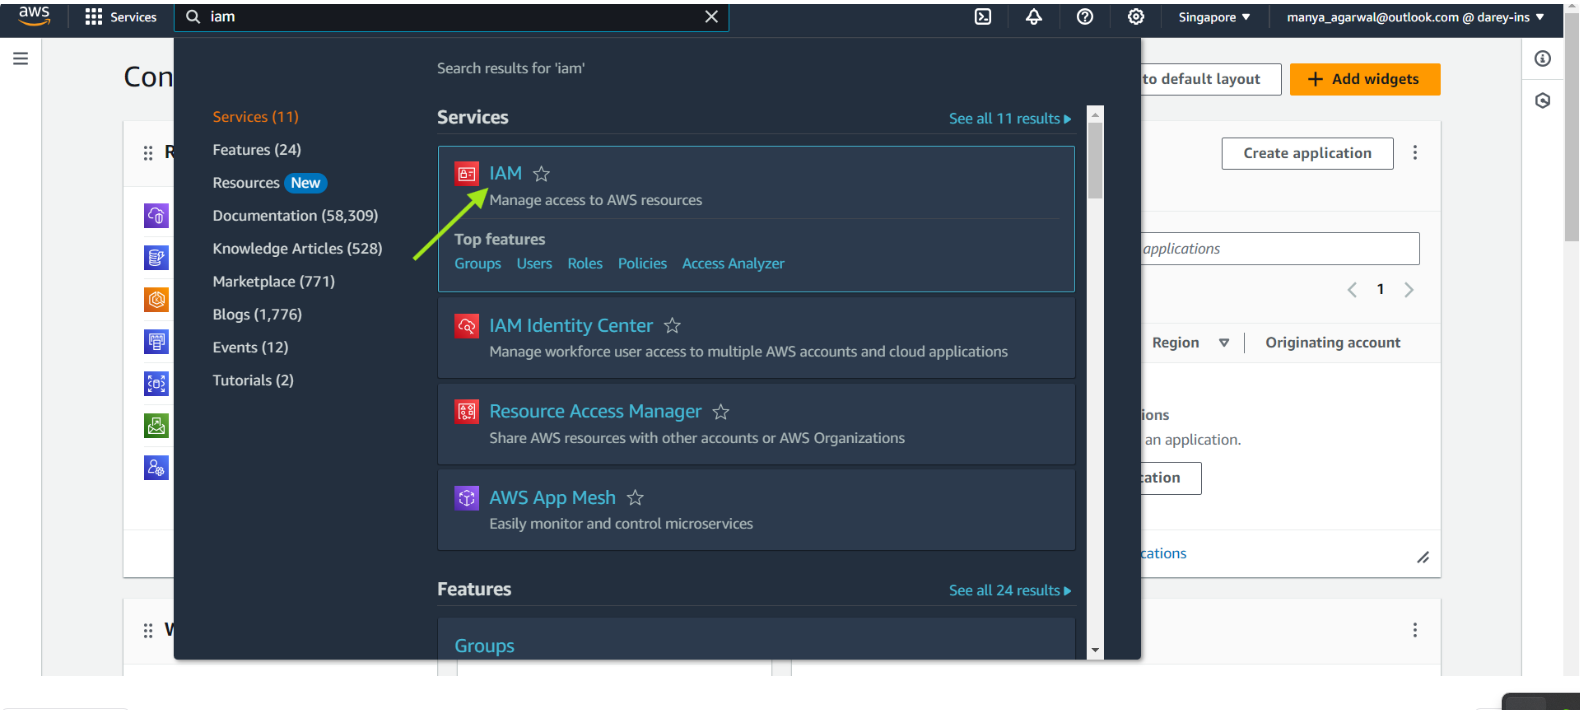 aws
Services
iam
Singapore ▼
manya_agarwal@outlook.com @ darey-ins ▼
Con
Search results for 'iam'
to default layout
+ Add widgets
Services (11)
Features (24)
Resources New
Documentation (58,309)
Knowledge Articles (528)
Marketplace (771)
Blogs (1,776)
Events (12)
Tutorials (2)
Services
See all 11 results ▶
IAM
Manage access to AWS resources
Top features
Groups Users Roles Policies Access Analyzer
IAM Identity Center
Manage workforce user access to multiple AWS accounts and cloud applications
Resource Access Manager
Share AWS resources with other accounts or AWS Organizations
AWS App Mesh
Easily monitor and control microservices
Features
See all 24 results ▶
Groups
Create application
applications
1
Region
Originating account
ions
an application.
cation
cations